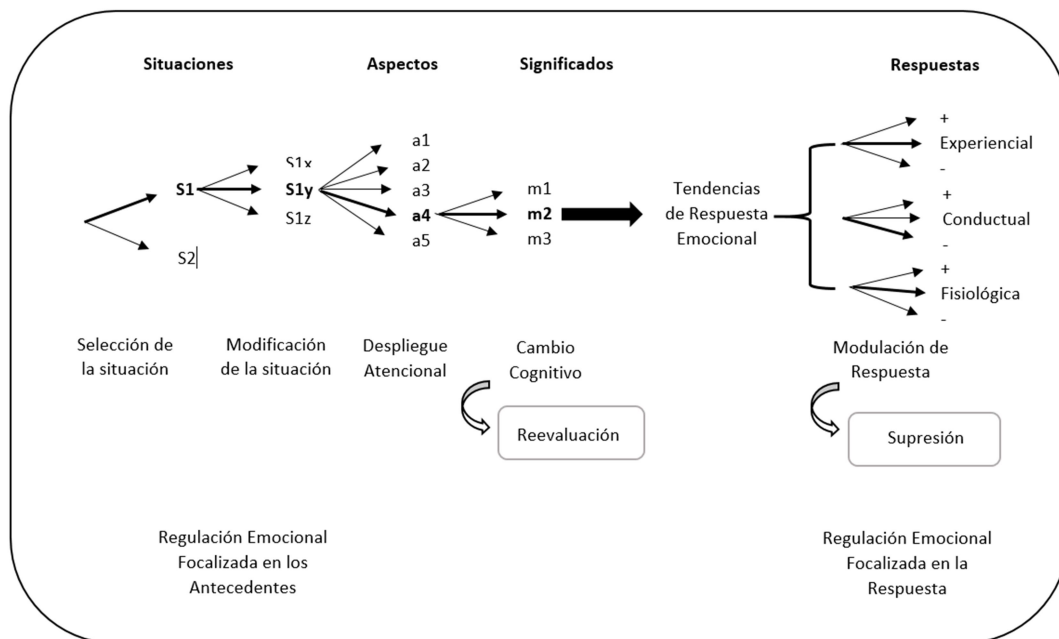 Situaciones
Aspectos
Significados
Respuestas
S1
S2
S1x
S1y
S1z
a1
a2
a3
a4
a5
m1
m2
m3
Tendencias
de Respuesta
Emocional
+
Experiencial
-
+
Conductual
-
+
Fisiológica
-
Selección de
la situación
Modificación
de la situación
Despliegue
Atencional
Cambio
Cognitivo
Modulación de
Respuesta
Reevaluación
Supresión
Regulación Emocional
Focalizada en los
Antecedentes
Regulación Emocional
Focalizada en la
Respuesta